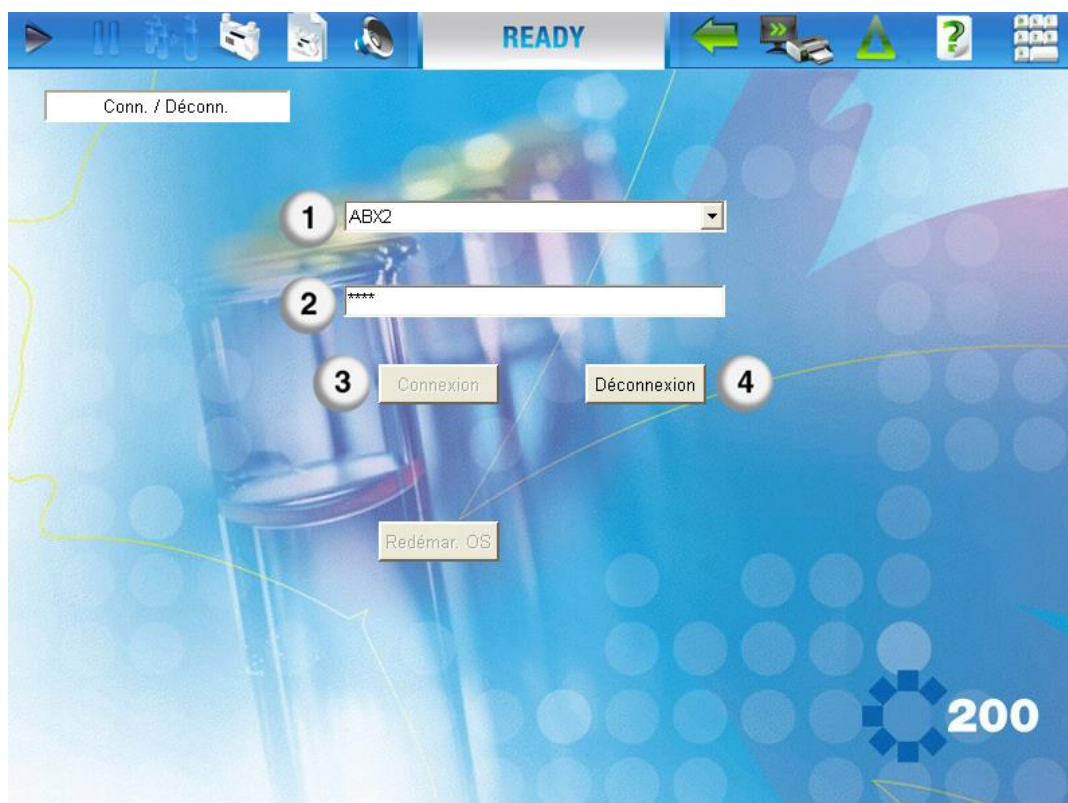 READY
?
Conn. / Déconn.
1
ABX2
2
****
3
Connexion
Déconnexion
4
Redémar. OS
200